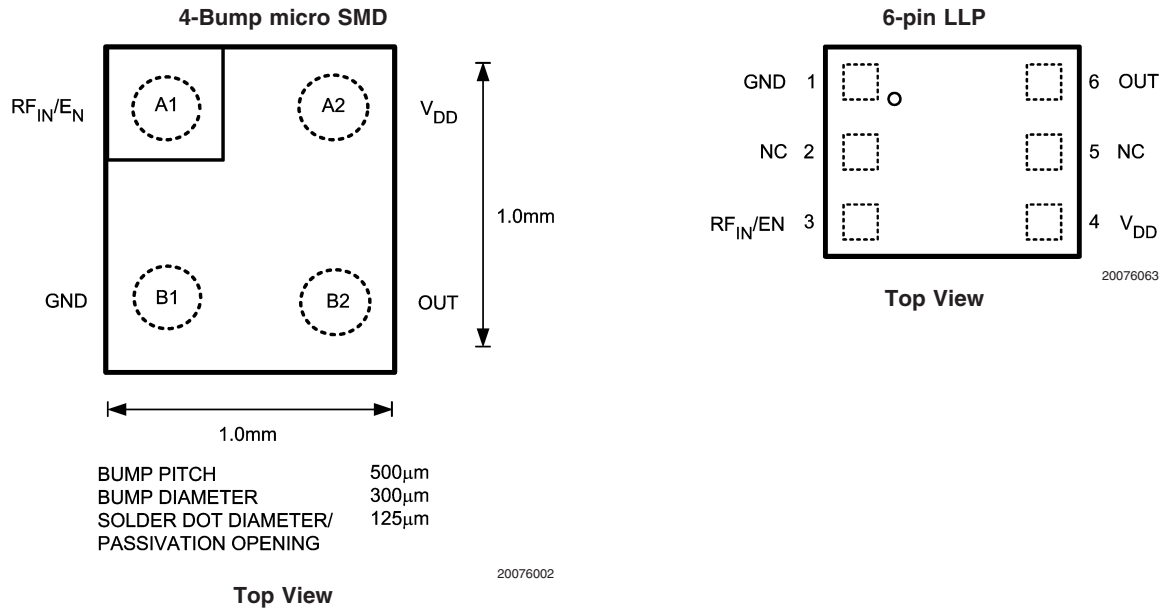 4-Bump micro SMD
RF_IN/E_N
A1
A2
V_DD
1.0mm
GND
B1
B2
OUT
1.0mm
BUMP PITCH 500μm
BUMP DIAMETER 300μm
SOLDER DOT DIAMETER/ 125μm
PASSIVATION OPENING
20076002
Top View
6-pin LLP
GND 1
6 OUT
NC 2
5 NC
RF_IN/EN 3
4 V_DD
20076063
Top View